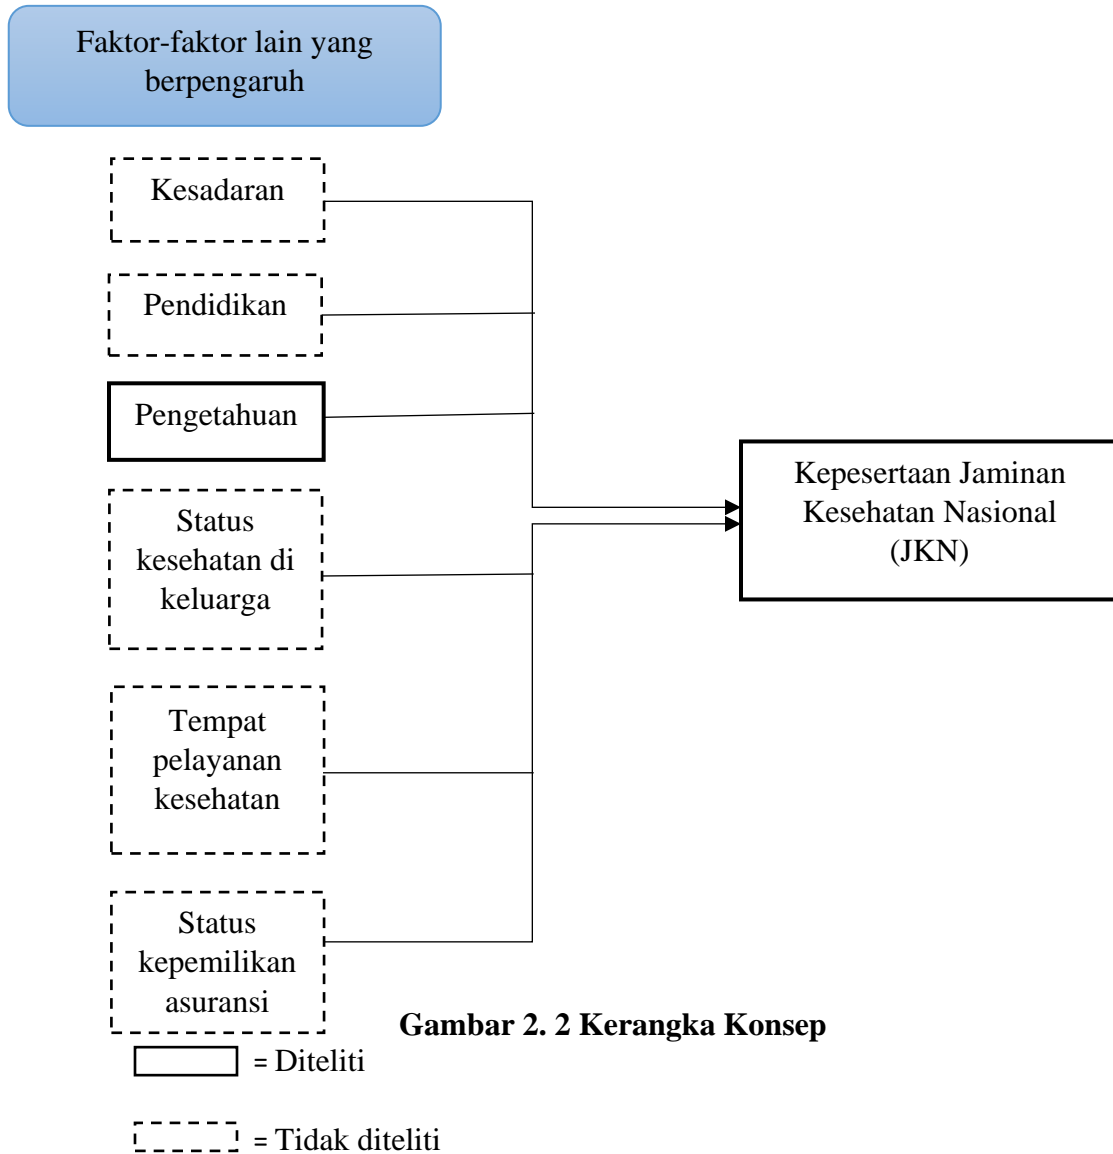 Faktor-faktor lain yang
berpengaruh
Kesadaran
Pendidikan
Pengetahuan
Status
kesehatan di
keluarga
Tempat
pelayanan
kesehatan
Status
kepemilikan
asuransi
Kepesertaan Jaminan
Kesehatan Nasional
(JKN)
Gambar 2. 2 Kerangka Konsep
= Diteliti
= Tidak diteliti